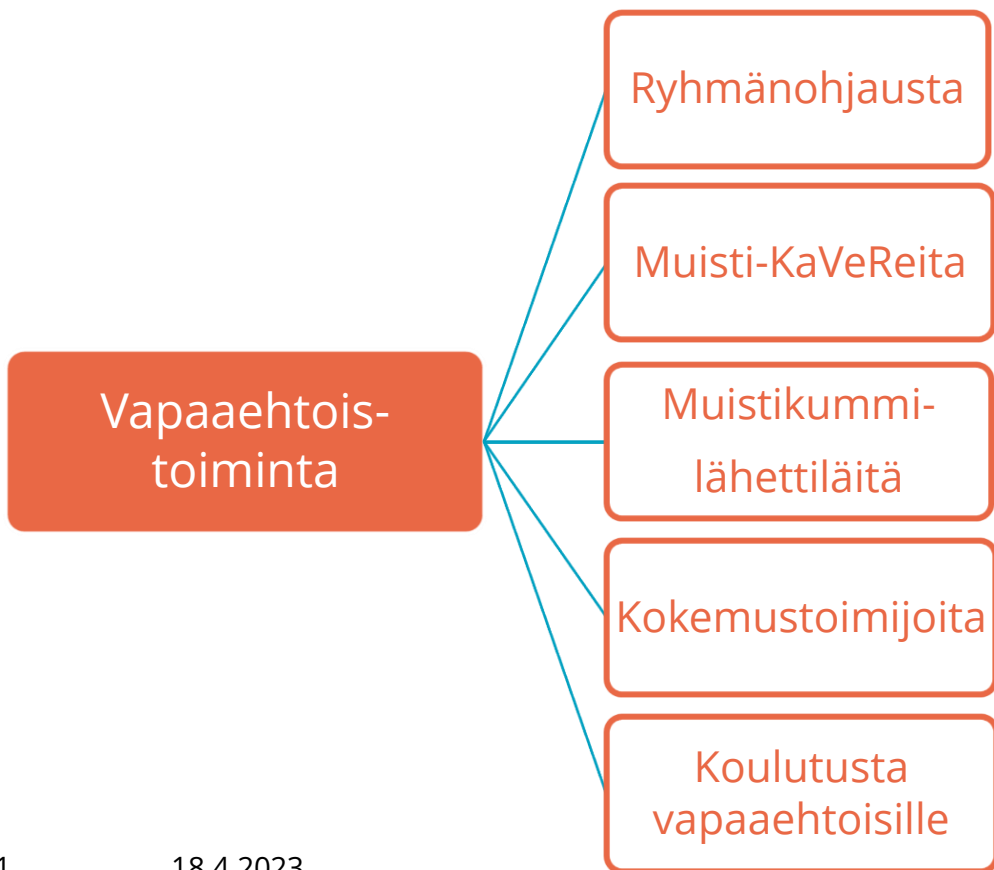 Ryhmänohjausta
Muisti-KaVeReita
Vapaaehtois-
toiminta
Muistikummi-
lähettiläitä
Kokemustoimijoita
Koulutusta
vapaaehtoisille
18.4.2023